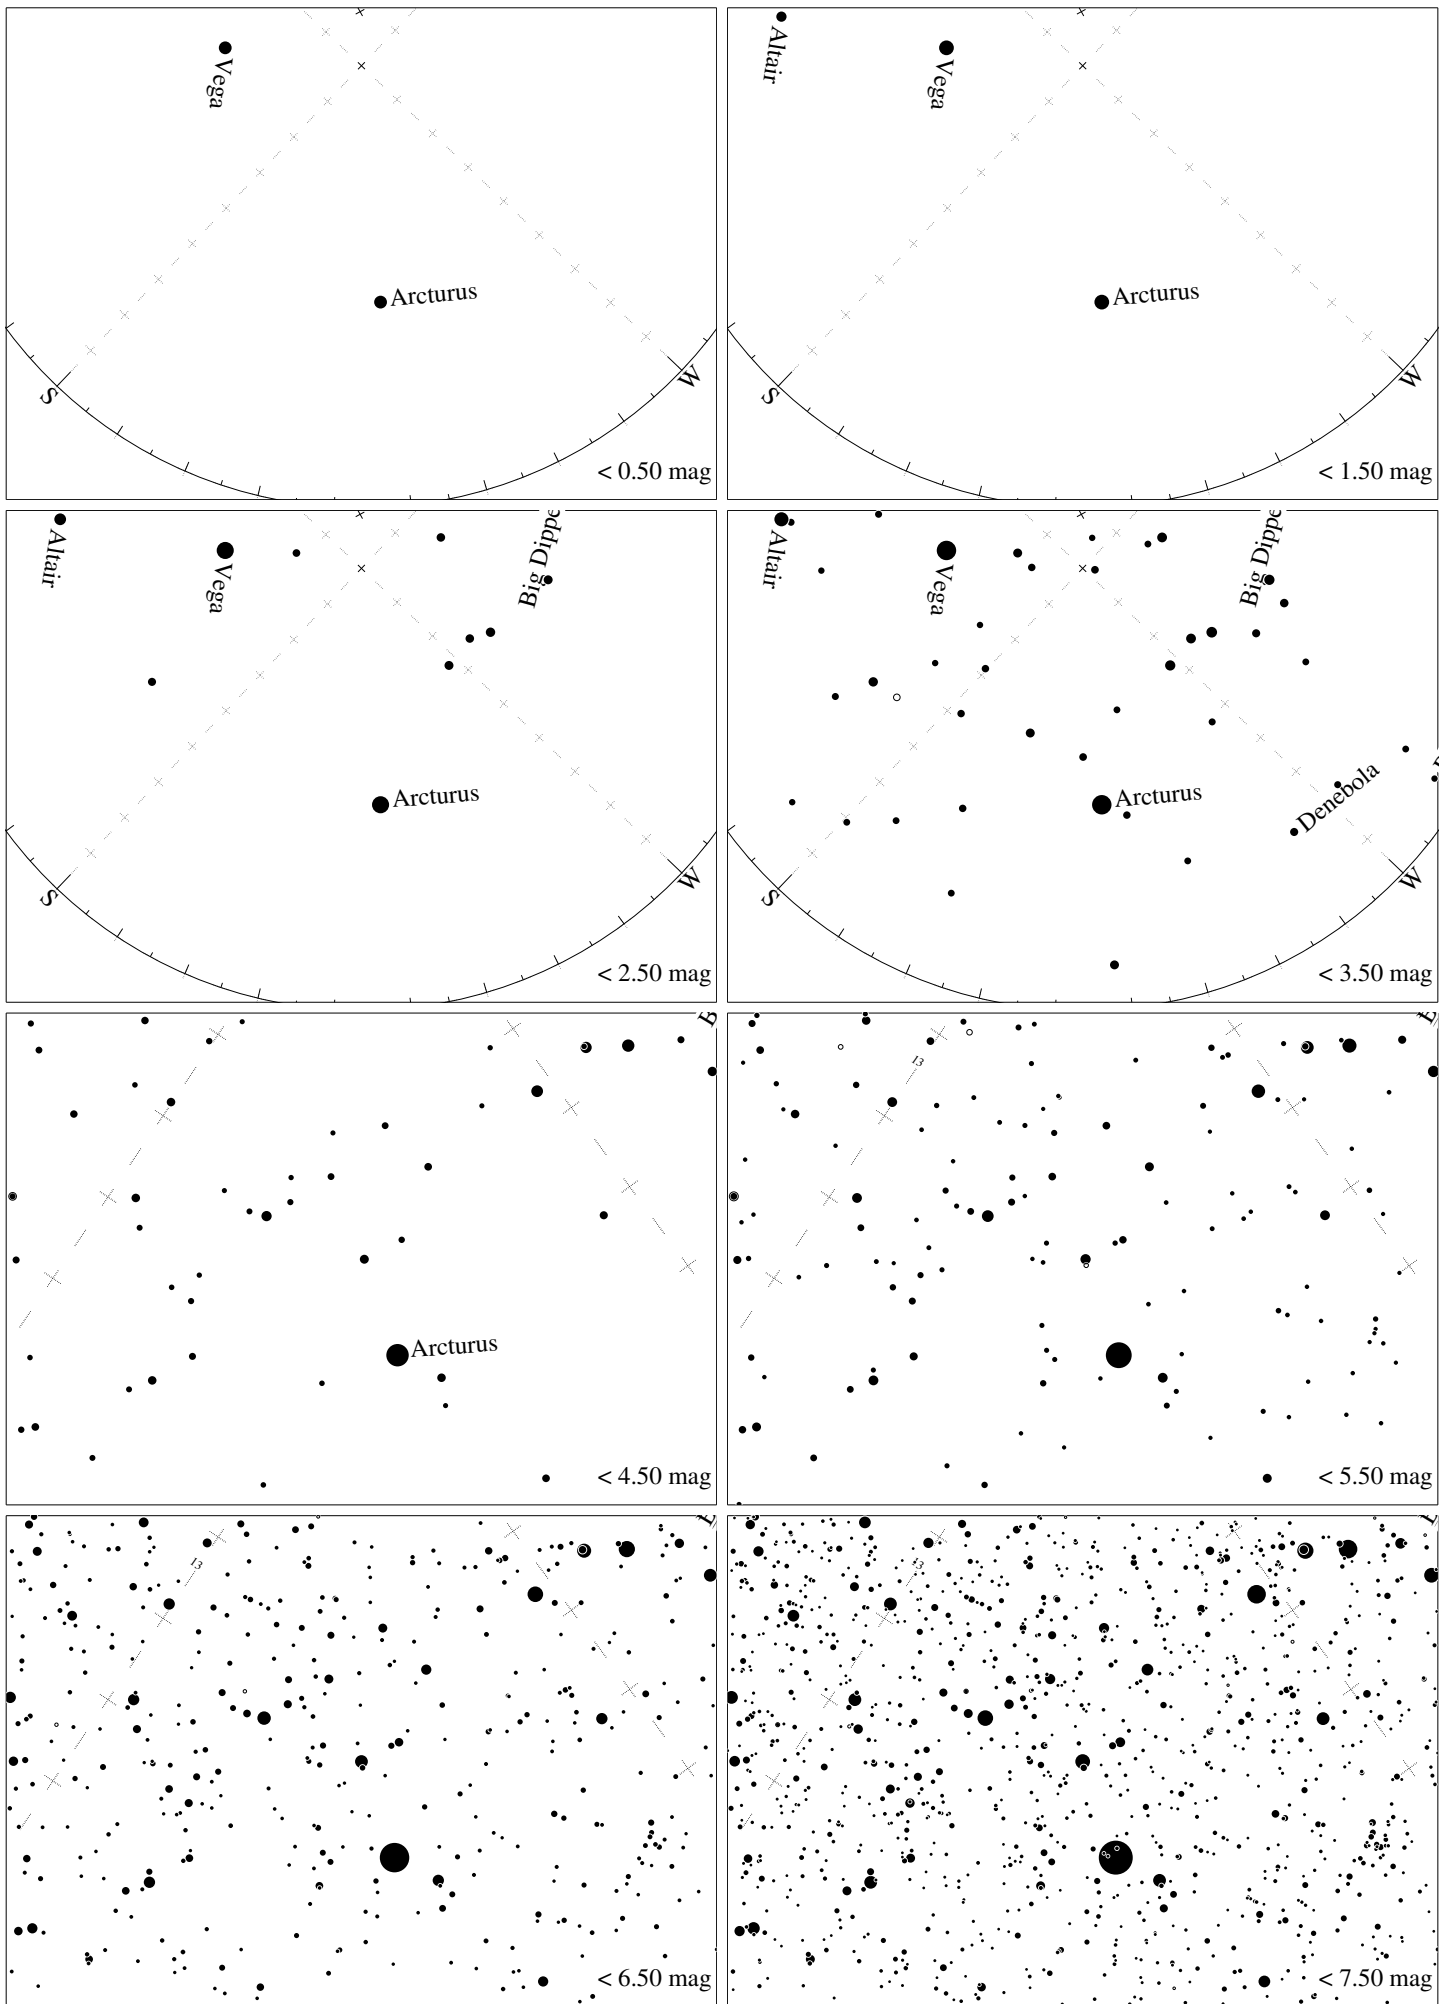 Vega
Arcturus
S
W
< 0.50 mag
Altair
Vega
Arcturus
S
W
< 1.50 mag
Altair
Vega
Big Dippe
Arcturus
S
W
< 2.50 mag
Altair
Vega
Big Dippe
Denebola
Arcturus
S
W
< 3.50 mag
Arcturus
< 4.50 mag
13
< 5.50 mag
13
< 6.50 mag
13
< 7.50 mag